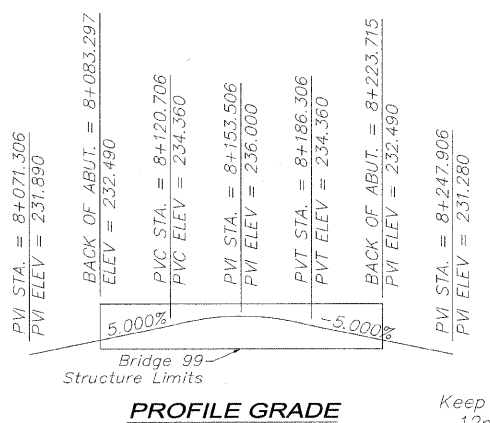 PVI STA. = 8+071.306
PVI ELEV = 231.890
BACK OF ABUT. = 8+083.297
ELEV = 232.490
PVC STA. = 8+120.706
PVC ELEV = 234.360
PVI STA. = 8+153.506
PVI ELEV = 236.000
PVT STA. = 8+186.306
PVT ELEV = 234.360
BACK OF ABUT. = 8+223.715
PVI ELEV = 232.490
PVI STA. = 8+247.906
PVI ELEV = 231.280
5.000%
-5.000%
Bridge 99
Structure Limits
PROFILE GRADE
Keep